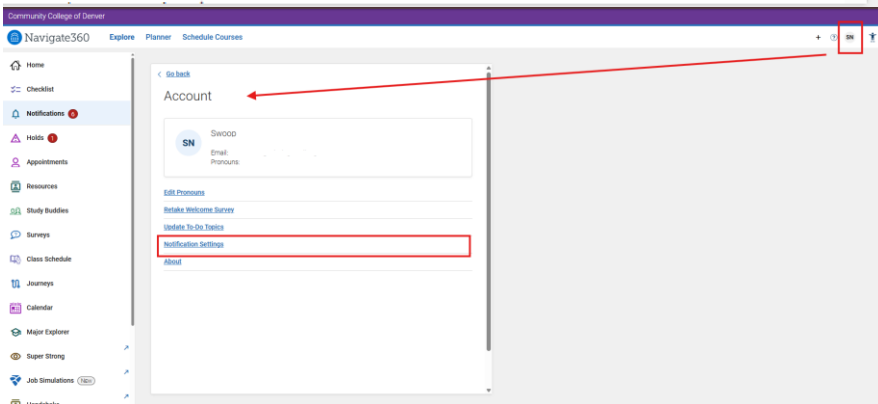 Community College of Denver
Navigate360 Explore Planner Schedule Courses + ? SN
Home
Checklist
Notifications 6
Holds 1
Appointments
Resources
Study Buddies
Surveys
Class Schedule
Journeys
Calendar
Major Explorer
Super Strong
Job Simulations New
Handshake
< Go back
Account
SN
Swoop
Email:
Pronouns:
Edit Pronouns
Retake Welcome Survey
Update To-Do Topics
Notification Settings
About